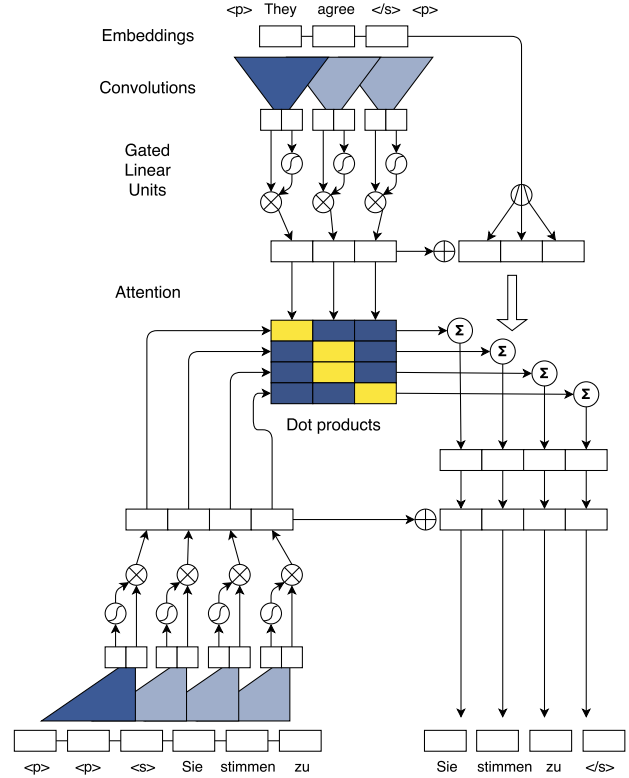 <p> They agree </s> <p>
Embeddings
Convolutions
Gated
Linear
Units
Attention
Σ
Σ
Σ
Σ
Dot products
<p> <p> <s> Sie stimmen zu
Sie stimmen zu </s>